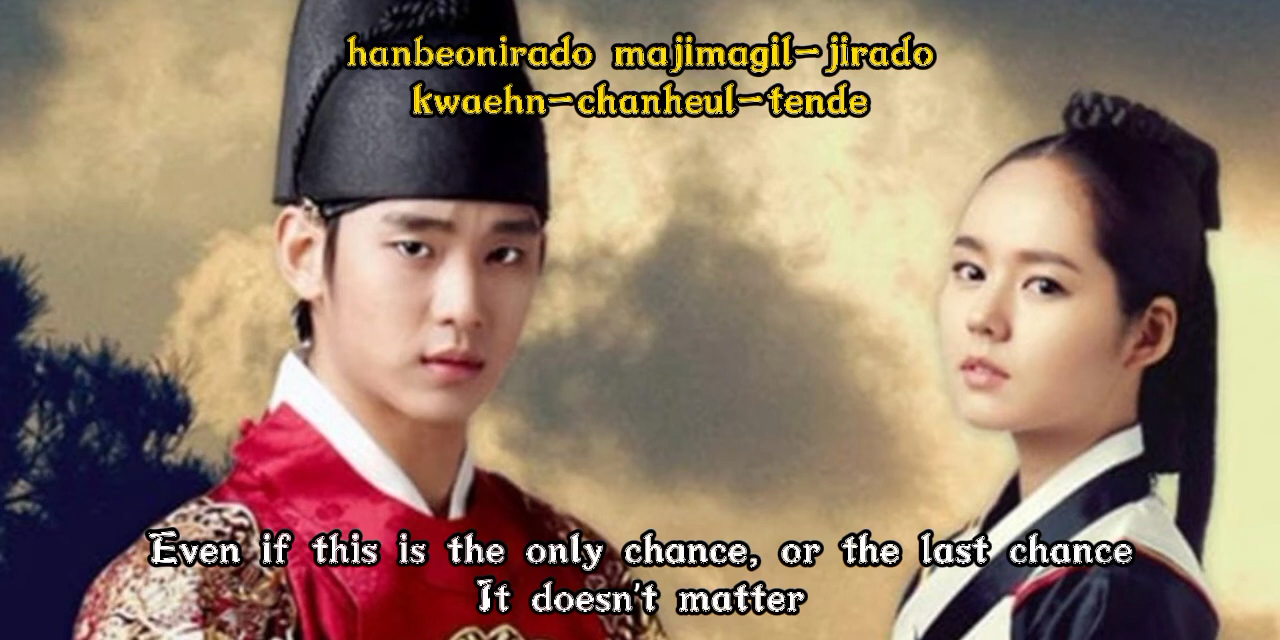 hanbeonirado majimagil-jirado
kwaehn-chanheul-tende
Even if this is the only chance, or the last chance
It doesn't matter